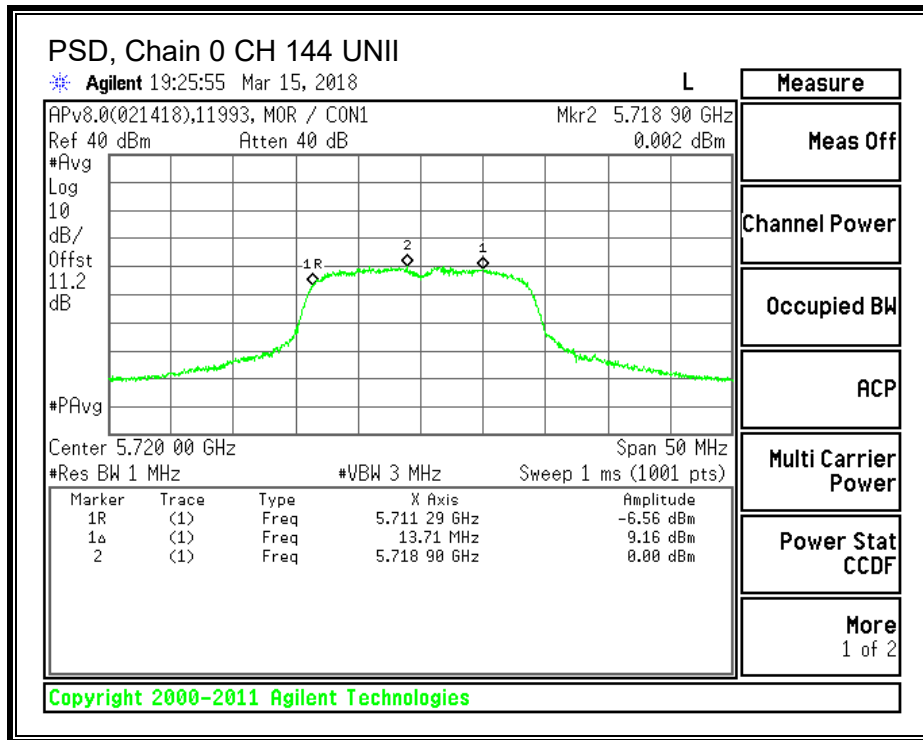 PSD, Chain 0 CH 144 UNII
Agilent 19:25:55 Mar 15, 2018 L
APv8.0(021418),11993, MOR / CON1 Mkr2 5.718 90 GHz
Ref 40 dBm Atten 40 dB 0.002 dBm
#Avg
Log
10
dB/
Offst
11.2
dB
#PAvg
1R
2
1
Center 5.720 00 GHz Span 50 MHz
#Res BW 1 MHz #VBW 3 MHz Sweep 1 ms (1001 pts)
Marker Trace Type X Axis Amplitude
1R (1) Freq 5.711 29 GHz -6.56 dBm
1Δ (1) Freq 13.71 MHz 9.16 dBm
2 (1) Freq 5.718 90 GHz 0.00 dBm
Measure
Meas Off
Channel Power
Occupied BW
ACP
Multi Carrier
Power
Power Stat
CCDF
More
1 of 2
Copyright 2000-2011 Agilent Technologies